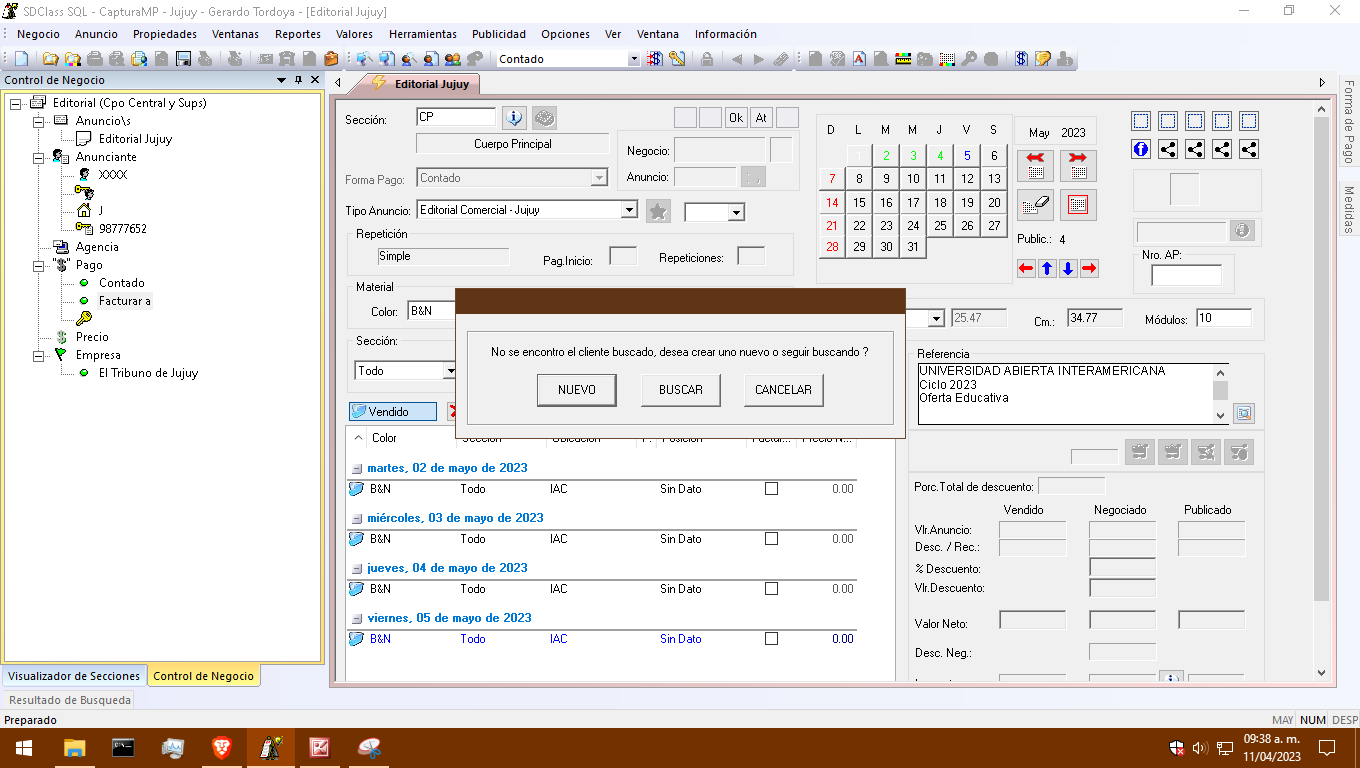 SDClass SQL - CapturaMP - Jujuy - Gerardo Tordoya - [Editorial Jujuy]
Negocio Anuncio Propiedades Ventanas Reportes Valores Herramientas Publicidad Opciones Ver Ventana Información
Contado
Control de Negocio
Editorial (Cpo Central y Sups)
Anuncio\s
Editorial Jujuy
Anunciante
XXXX
J
98777652
Agencia
Pago
Contado
Facturar a
Precio
Empresa
El Tribuno de Jujuy
Visualizador de Secciones
Control de Negocio
Resultado de Busqueda
Editorial Jujuy
Sección: CP
Cuerpo Principal
Forma Pago: Contado
Tipo Anuncio: Editorial Comercial - Jujuy
Ok At
Negocio:
Anuncio:
Repetición
Simple
Pag.Inicio:
Repeticiones:
Material
Color: B&N
Sección:
Todo
Vendido
D L M M J V S
1 2 3 4 5 6
7 8 9 10 11 12 13
14 15 16 17 18 19 20
21 22 23 24 25 26 27
28 29 30 31
May 2023
Public.: 4
Nro. AP:
25.47
Cm.: 34.77
Módulos: 10
No se encontro el cliente buscado, desea crear uno nuevo o seguir buscando ?
NUEVO BUSCAR CANCELAR
Referencia
UNIVERSIDAD ABIERTA INTERAMERICANA
Ciclo 2023
Oferta Educativa
Color
martes, 02 de mayo de 2023
B&N Todo IAC Sin Dato 0.00
miércoles, 03 de mayo de 2023
B&N Todo IAC Sin Dato 0.00
jueves, 04 de mayo de 2023
B&N Todo IAC Sin Dato 0.00
viernes, 05 de mayo de 2023
B&N Todo IAC Sin Dato 0.00
Porc.Total de descuento:
Vendido Negociado Publicado
Vlr.Anuncio:
Desc. / Rec.:
% Descuento:
Vlr.Descuento:
Valor Neto:
Desc. Neg.:
Forma de Pago
Medidas
Preparado
MAY NUM DESP
09:38 a. m.
11/04/2023